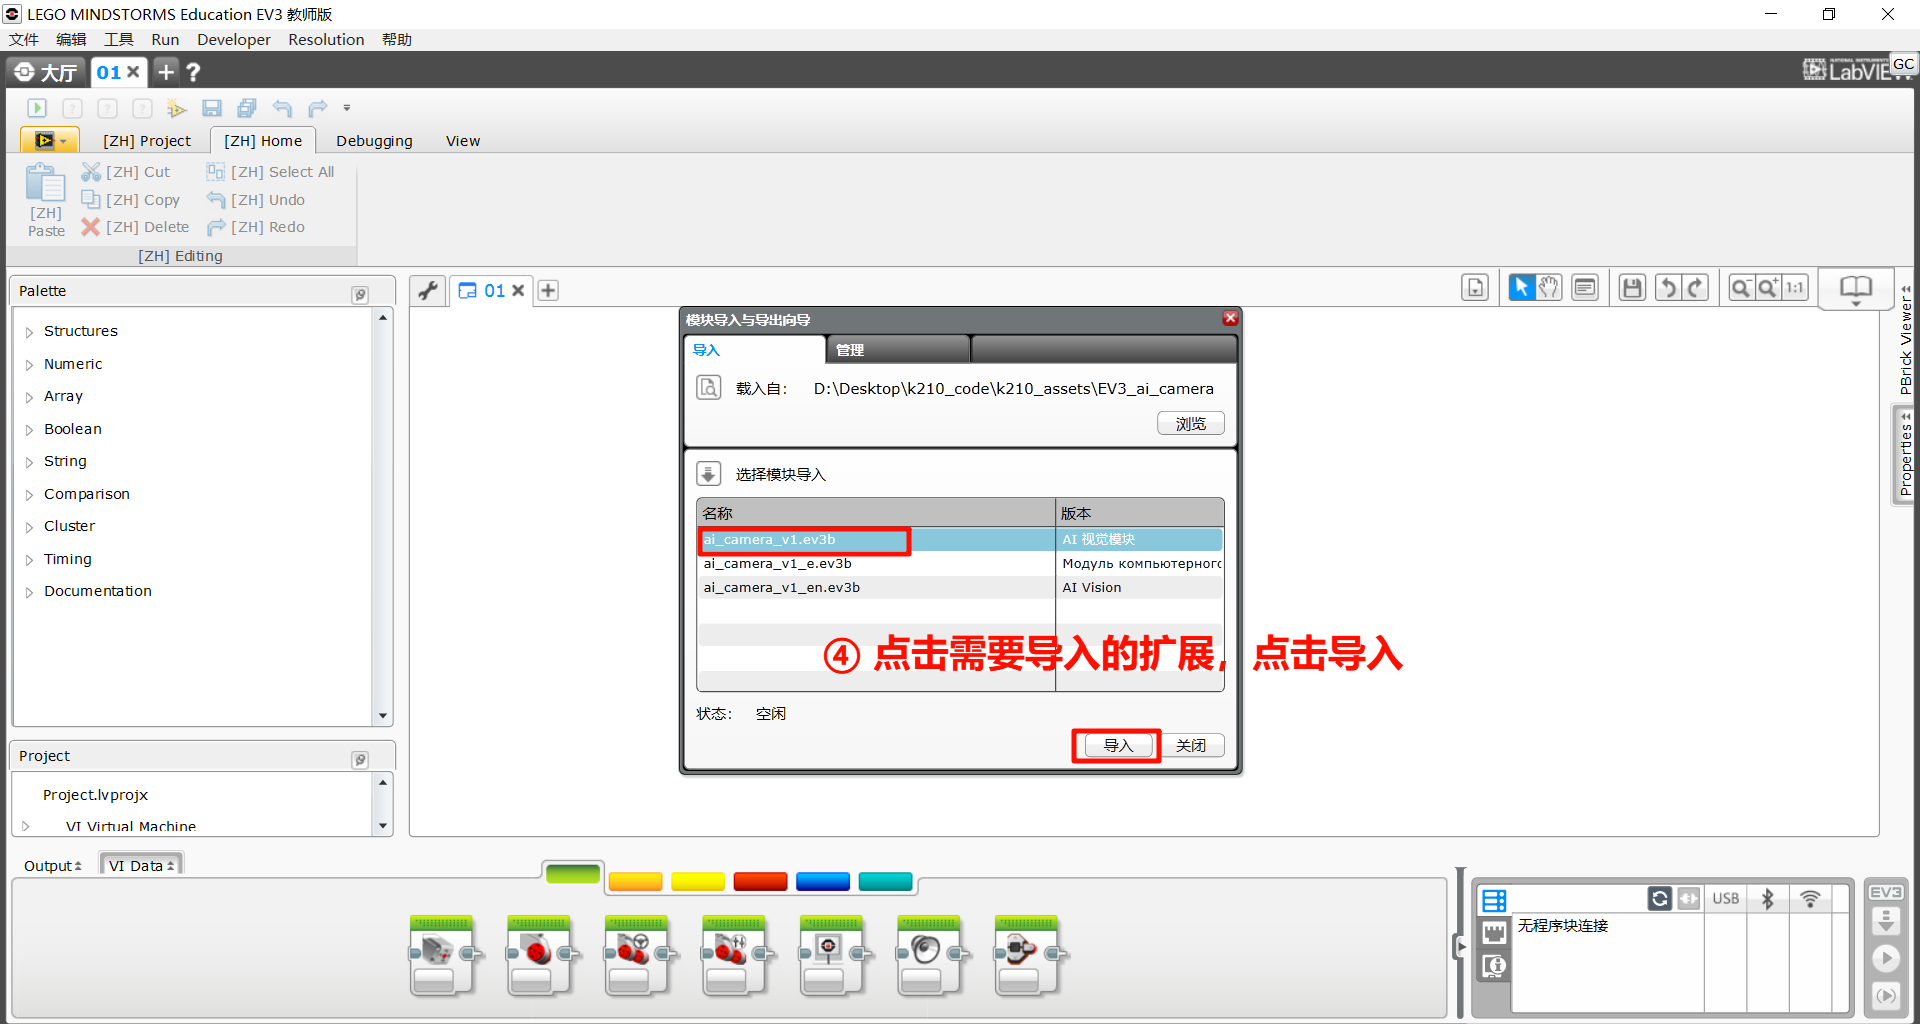 LEGO MINDSTORMS Education EV3 教师版
文件 编辑 工具 Run Developer Resolution 帮助
大厅 01 + ?
LabVIEW
GC
[ZH] Project [ZH] Home Debugging View
[ZH] Cut [ZH] Select All
[ZH] Copy [ZH] Undo
[ZH] Paste
[ZH] Delete [ZH] Redo
[ZH] Editing
Palette
Structures
Numeric
Array
Boolean
String
Comparison
Cluster
Timing
Documentation
Project
Project.lvprojx
VI Virtual Machine
Output VI Data
01
1:1
PBrick Viewer
Properties
模块导入与导出向导
导入 管理
载入自: D:\Desktop\k210_code\k210_assets\EV3_ai_camera
浏览
选择模块导入
名称 版本
ai_camera_v1.ev3b AI 视觉模块
ai_camera_v1_e.ev3b Модуль компьютерного
ai_camera_v1_en.ev3b AI Vision
④ 点击需要导入的扩展，点击导入
状态: 空闲
导入 关闭
USB
无程序块连接
EV3